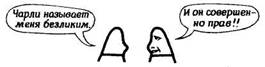 Чарли называет
меня безликим.
И он совершен-
но прав!!